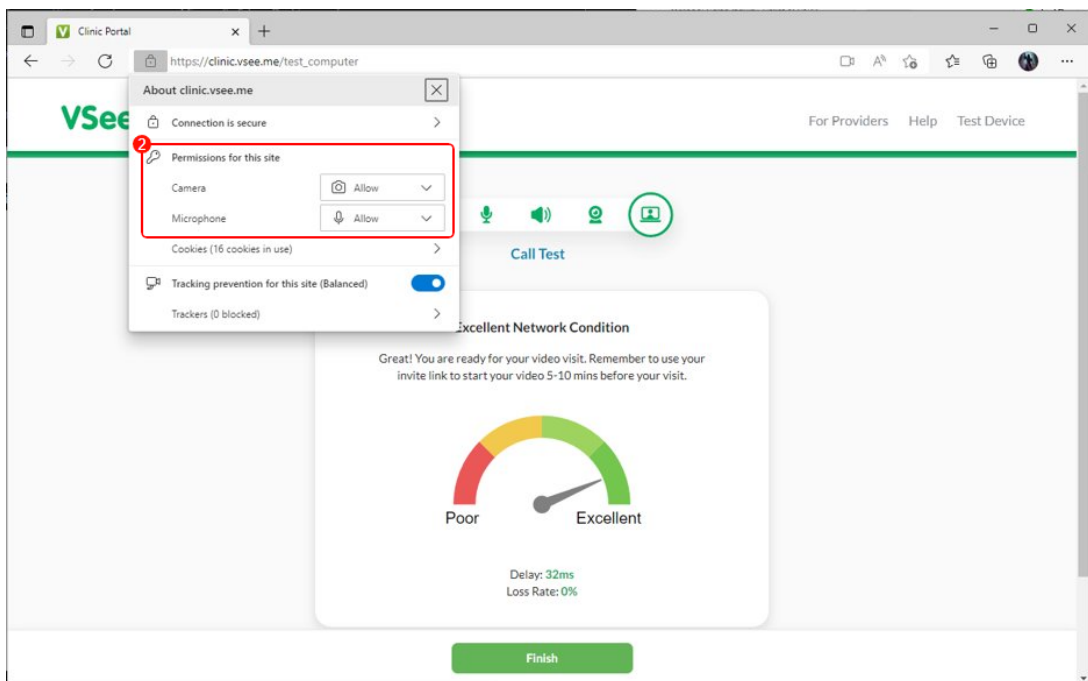 Clinic Portal
https://clinic.vsee.me/test_computer
About clinic.vsee.me
VSee
Connection is secure
For Providers Help Test Device
2
Permissions for this site
Camera Allow
Microphone Allow
Cookies (16 cookies in use)
Call Test
Tracking prevention for this site (Balanced)
Trackers (0 blocked)
Excellent Network Condition
Great! You are ready for your video visit. Remember to use your
invite link to start your video 5-10 mins before your visit.
Poor Excellent
Delay: 32ms
Loss Rate: 0%
Finish